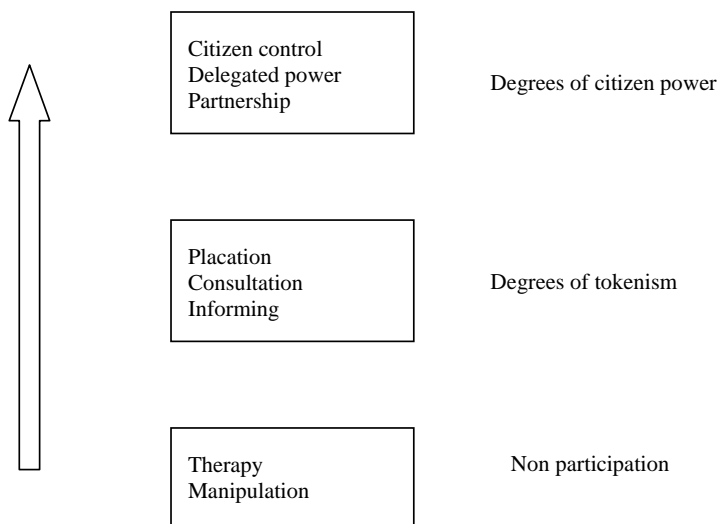 Citizen control
Delegated power
Partnership
Degrees of citizen power
Placation
Consultation
Informing
Degrees of tokenism
Therapy
Manipulation
Non participation